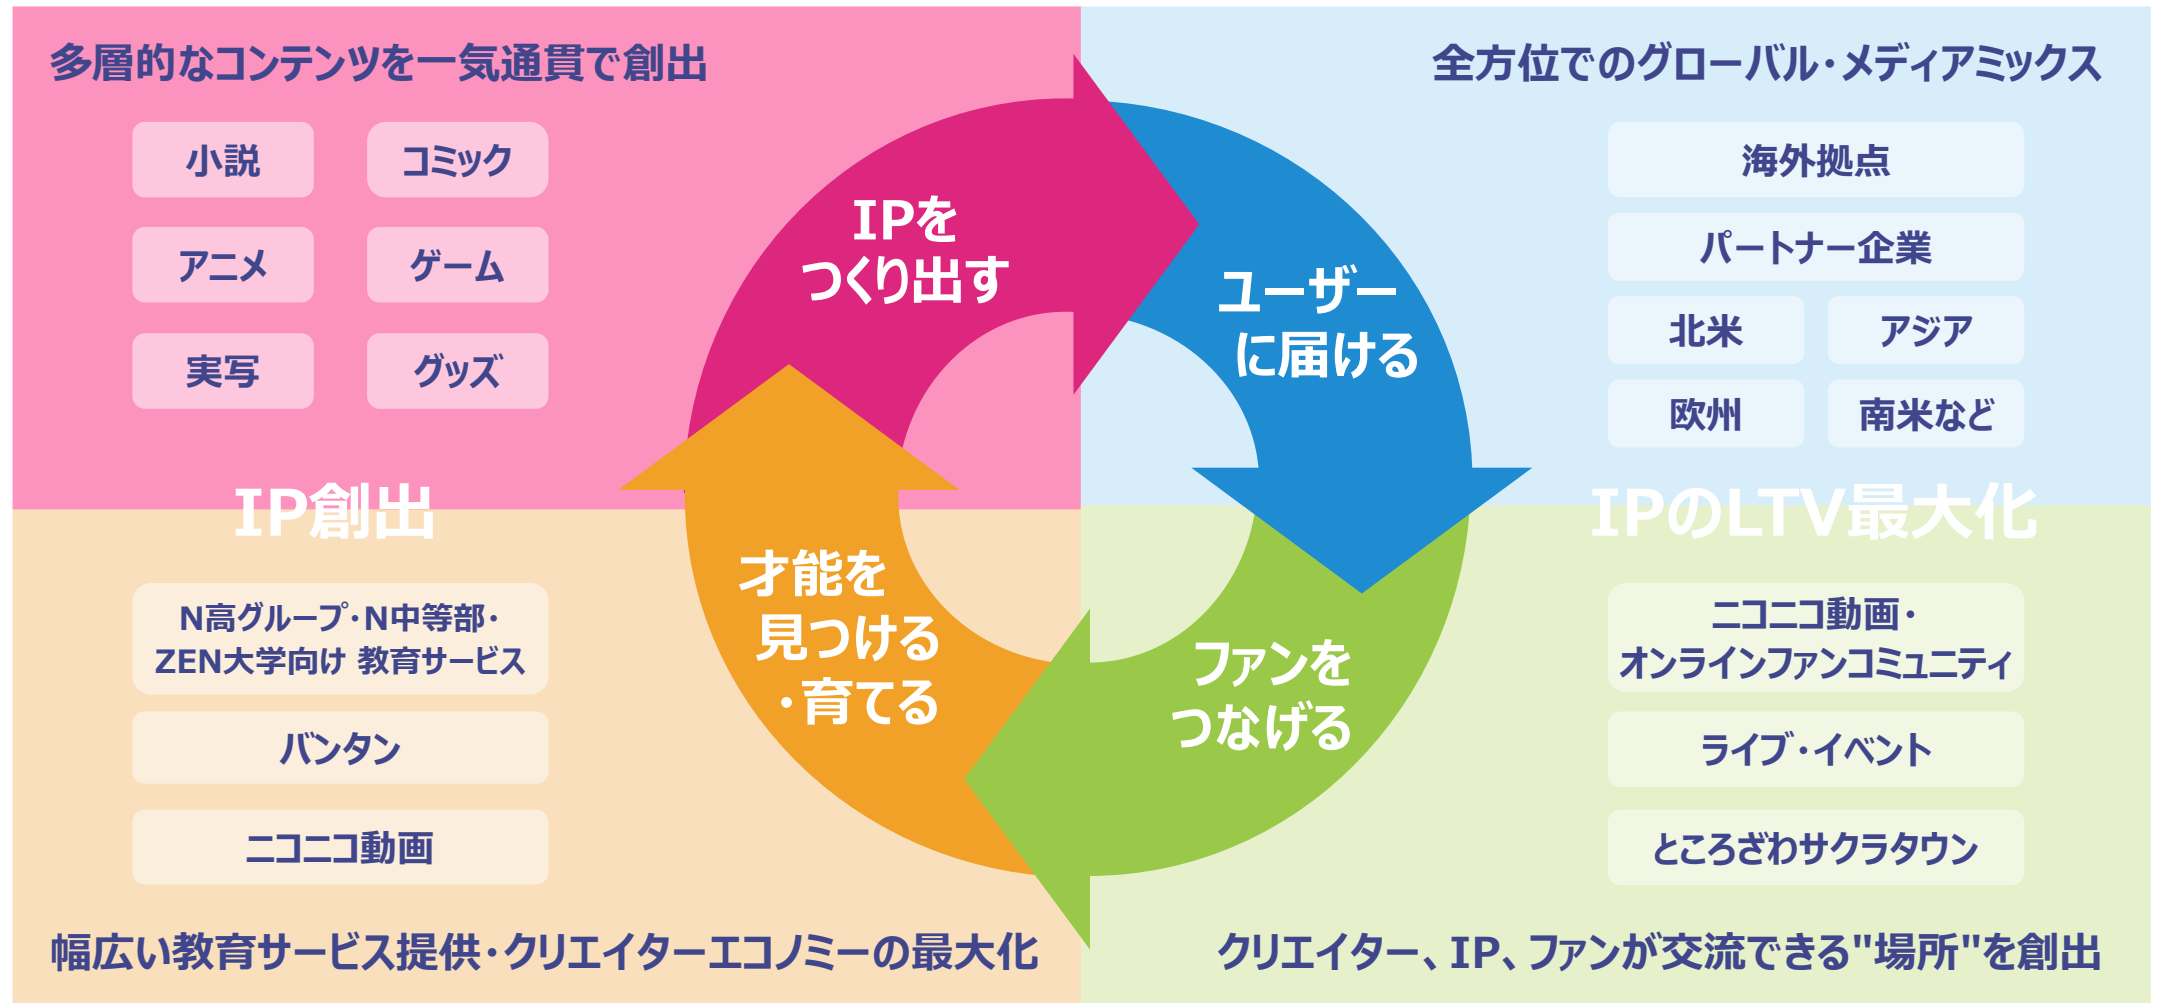 多層的なコンテンツを一気通貫で創出
小説
コミック
アニメ
ゲーム
実写
グッズ
IPを
つくり出す
全方位でのグローバル・メディアミックス
海外拠点
パートナー企業
北米
アジア
欧州
南米など
ユーザー
に届ける
IP創出
IPのLTV最大化
N高グループ・N中等部・
ZEN大学向け 教育サービス
バンタン
ニコニコ動画
才能を
見つける
・育てる
幅広い教育サービス提供・クリエイターエコノミーの最大化
ファンを
つなげる
ニコニコ動画・
オンラインファンコミュニティ
ライブ・イベント
ところざわサクラタウン
クリエイター、IP、ファンが交流できる"場所"を創出